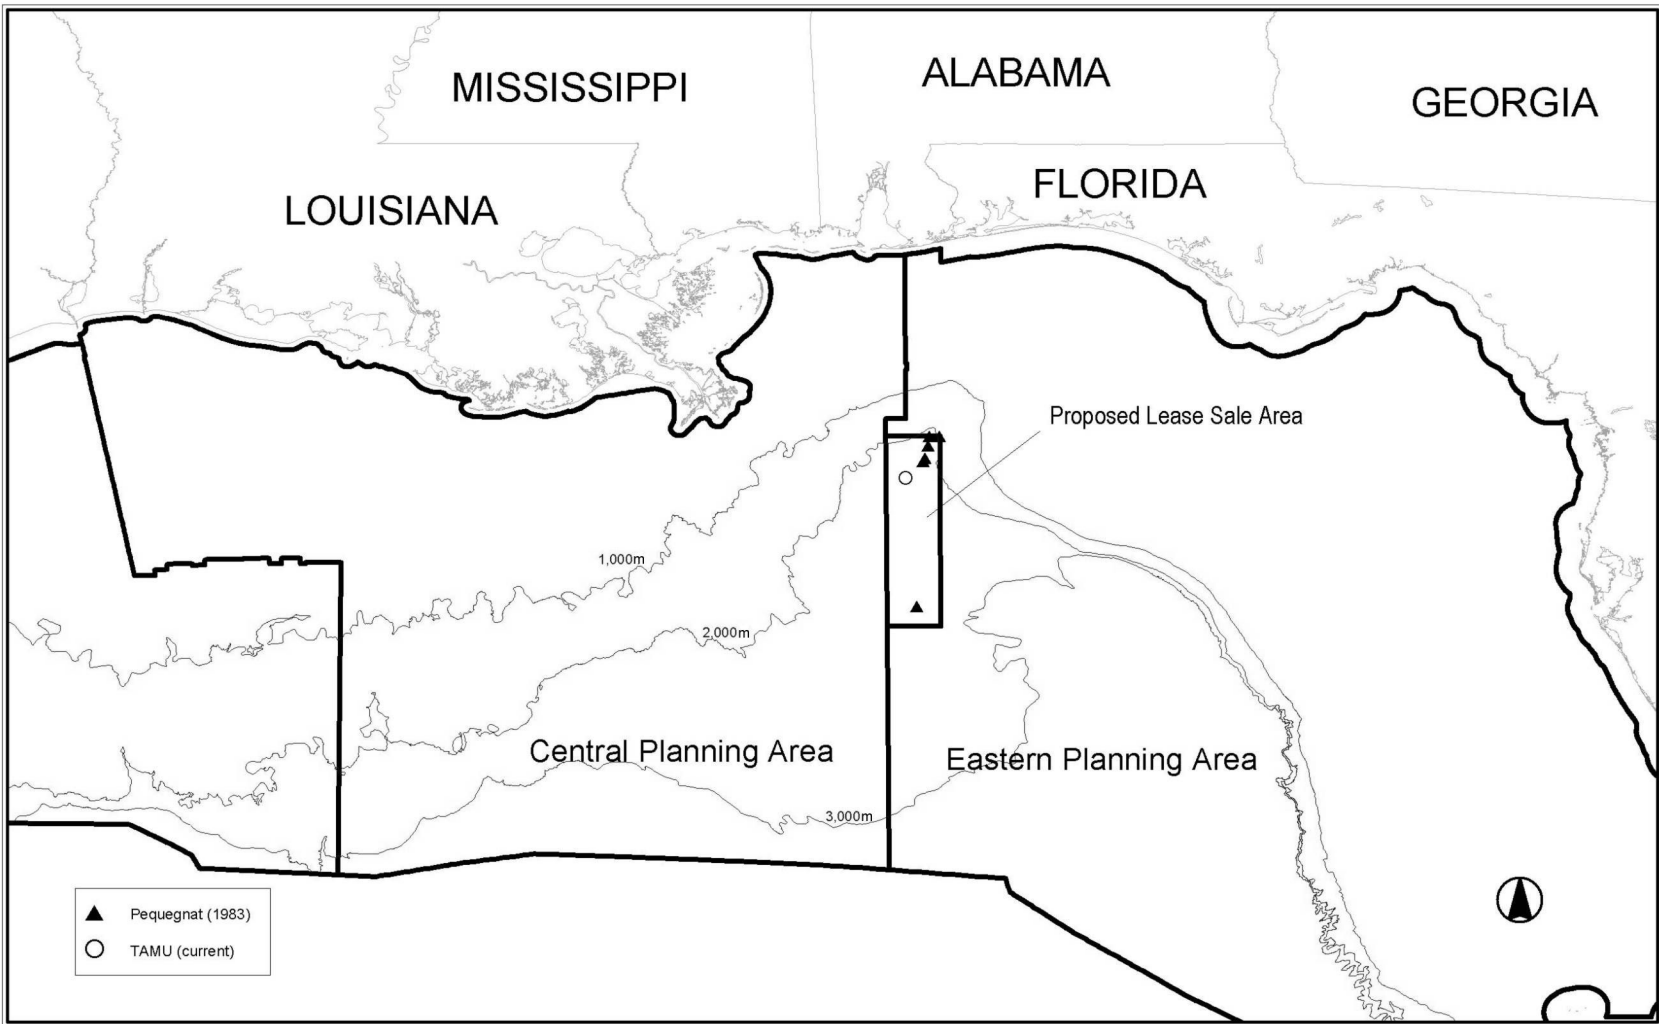 MISSISSIPPI
ALABAMA
GEORGIA
LOUISIANA
FLORIDA
Proposed Lease Sale Area
1,000m
2,000m
Central Planning Area
Eastern Planning Area
3,000m
Pequegnat (1983)
TAMU (current)